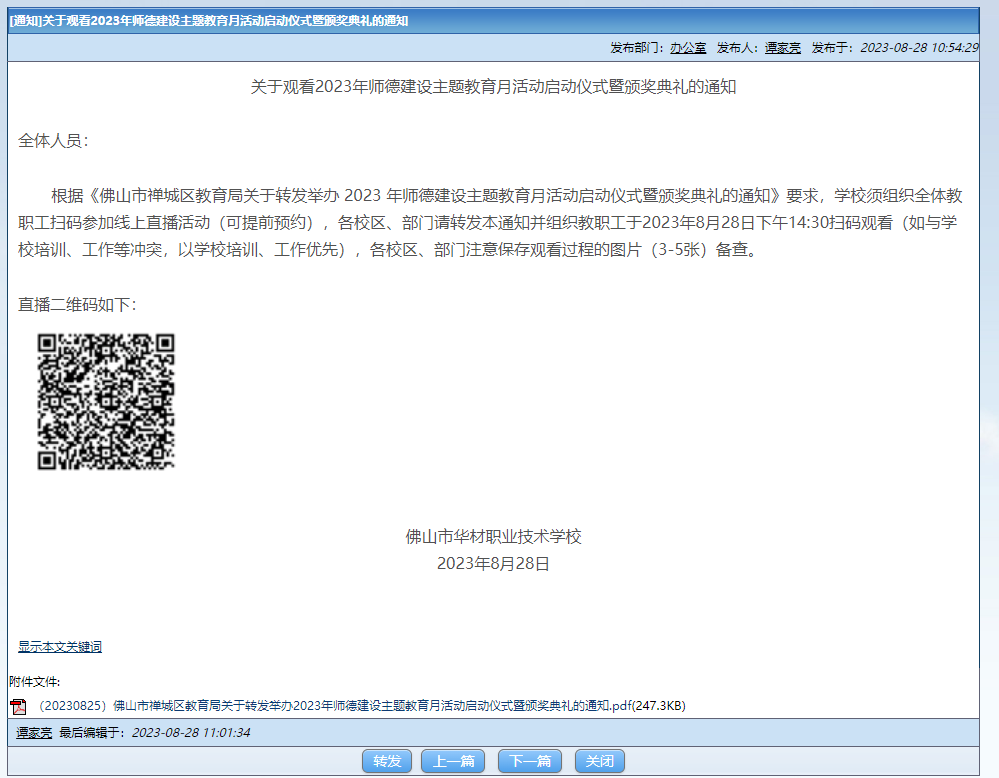 [通知]关于观看2023年师德建设主题教育月活动启动仪式暨颁奖典礼的通知
发布部门：办公室 发布人：谭家亮 发布于：2023-08-28 10:54:29
关于观看2023年师德建设主题教育月活动启动仪式暨颁奖典礼的通知
全体人员：
根据《佛山市禅城区教育局关于转发举办 2023 年师德建设主题教育月活动启动仪式暨颁奖典礼的通知》要求，学校须组织全体教
职工扫码参加线上直播活动（可提前预约），各校区、部门请转发本通知并组织教职工于2023年8月28日下午14:30扫码观看（如与学
校培训、工作等冲突，以学校培训、工作优先），各校区、部门注意保存观看过程的图片（3-5张）备查。
直播二维码如下：
佛山市华材职业技术学校
2023年8月28日
显示本文关键词
附件文件:
（20230825）佛山市禅城区教育局关于转发举办2023年师德建设主题教育月活动启动仪式暨颁奖典礼的通知.pdf(247.3KB)
谭家亮 最后编辑于：2023-08-28 11:01:34
转发 上一篇 下一篇 关闭